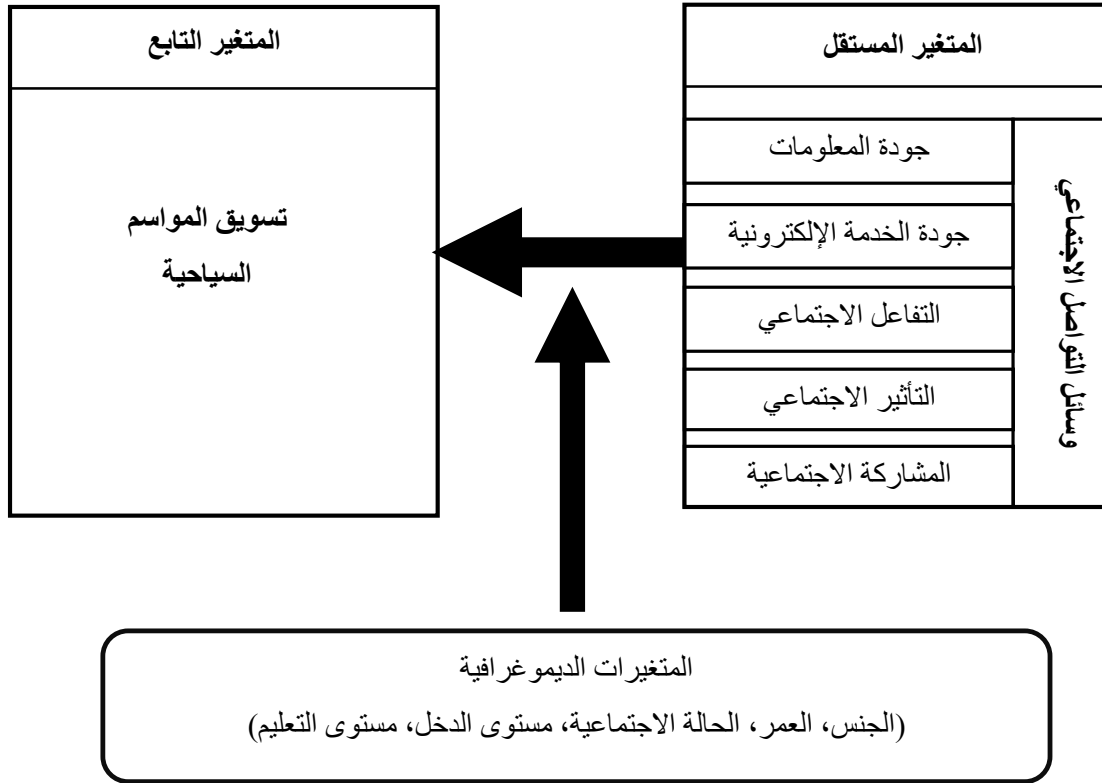 المتغير المستقل
وسائل التواصل الاجتماعي
جودة المعلومات
جودة الخدمة الإلكترونية
التفاعل الاجتماعي
التأثير الاجتماعي
المشاركة الاجتماعية
المتغير التابع
تسويق المواسم
السياحية
المتغيرات الديموغرافية
(الجنس، العمر، الحالة الاجتماعية، مستوى الدخل، مستوى التعليم)